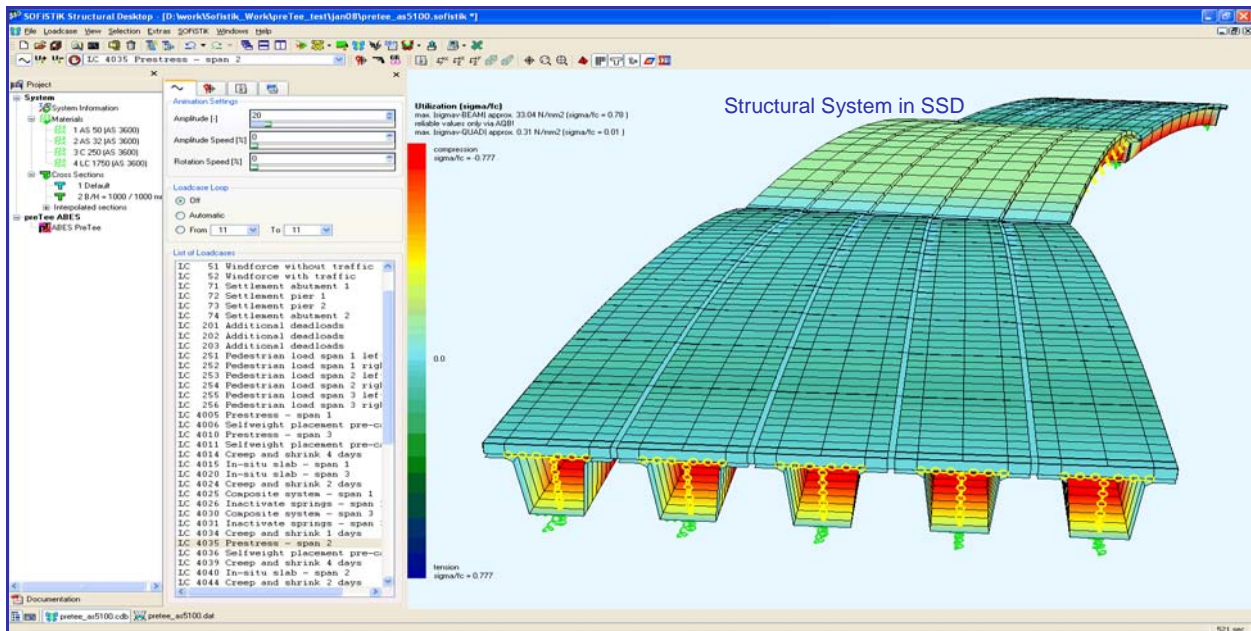 SOFiSTiK Structural Desktop - [D:\work\Sofistik_Work\preTee_test\jan08\pretee_as5100.sofistik *]
File Loadcase View Selection Extras SOFiSTiK Windows Help
LC 4035 Prestress - span 2
Project
System
System Information
Materials
1 AS 50 (AS 3600)
2 AS 32 (AS 3600)
3 C 250 (AS 3600)
4 LC 1750 (AS 3600)
Cross Sections
1 Default
2 B/H = 1000 / 1000 m
Interpolated sections
preTee ABES
ABES PreTee
Documentation
Animation Settings
Amplitude [-] 20
Amplitude Speed [%] 0
Rotation Speed [%] 0
Loadcase Loop
Off
Automatic
From 11 To 11
List of Loadcases
LC 51 Windforce without traffic
LC 52 Windforce with traffic
LC 71 Settlement abutment 1
LC 72 Settlement pier 1
LC 73 Settlement pier 2
LC 74 Settlement abutment 2
LC 201 Additional deadloads
LC 202 Additional deadloads
LC 203 Additional deadloads
LC 251 Pedestrian load span 1 lef
LC 252 Pedestrian load span 1 rig
LC 253 Pedestrian load span 2 lef
LC 254 Pedestrian load span 2 rig
LC 255 Pedestrian load span 3 lef
LC 256 Pedestrian load span 3 rig
LC 4005 Prestress - span 1
LC 4006 Selfweight placement pre-c
LC 4010 Prestress - span 3
LC 4011 Selfweight placement pre-c
LC 4014 Creep and shrink 4 days
LC 4015 In-situ slab - span 1
LC 4020 In-situ slab - span 3
LC 4024 Creep and shrink 2 days
LC 4025 Composite system - span 1
LC 4026 Inactivate springs - span
LC 4030 Composite system - span 3
LC 4031 Inactivate springs - span
LC 4034 Creep and shrink 1 days
LC 4035 Prestress - span 2
LC 4036 Selfweight placement pre-c
LC 4039 Creep and shrink 4 days
LC 4040 In-situ slab - span 2
LC 4044 Creep and shrink 2 days
Utilization (sigma/fc)
max. |sigmav-BEAM| approx. 33.04 N/mm2 (sigma/fc = 0.78 )
reliable values only via AQB!
max. |sigmav-QUAD| approx. 0.31 N/mm2 (sigma/fc = 0.01 )
compression
sigma/fc = -0.777
0.0
tension
sigma/fc = 0.777
Structural System in SSD
pretee_as5100.cdb
pretee_as5100.dat
521 sec